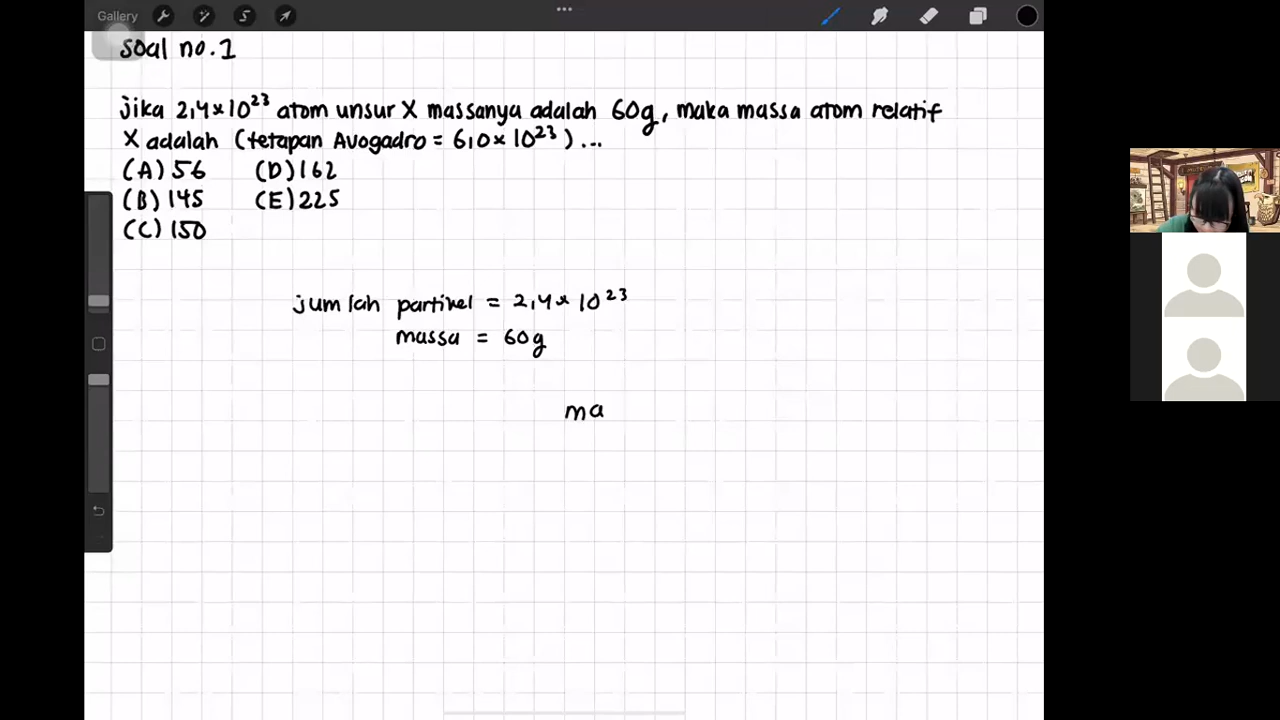 Gallery
soal no. 1
jika 2,4 × 10²³ atom unsur X massanya adalah 60g, maka massa atom relatif
X adalah (tetapan Avogadro = 6,0 × 10²³) ...
(A) 56 (D) 162
(B) 145 (E) 225
(C) 150
jumlah partikel = 2,4 × 10²³
massa = 60g
ma